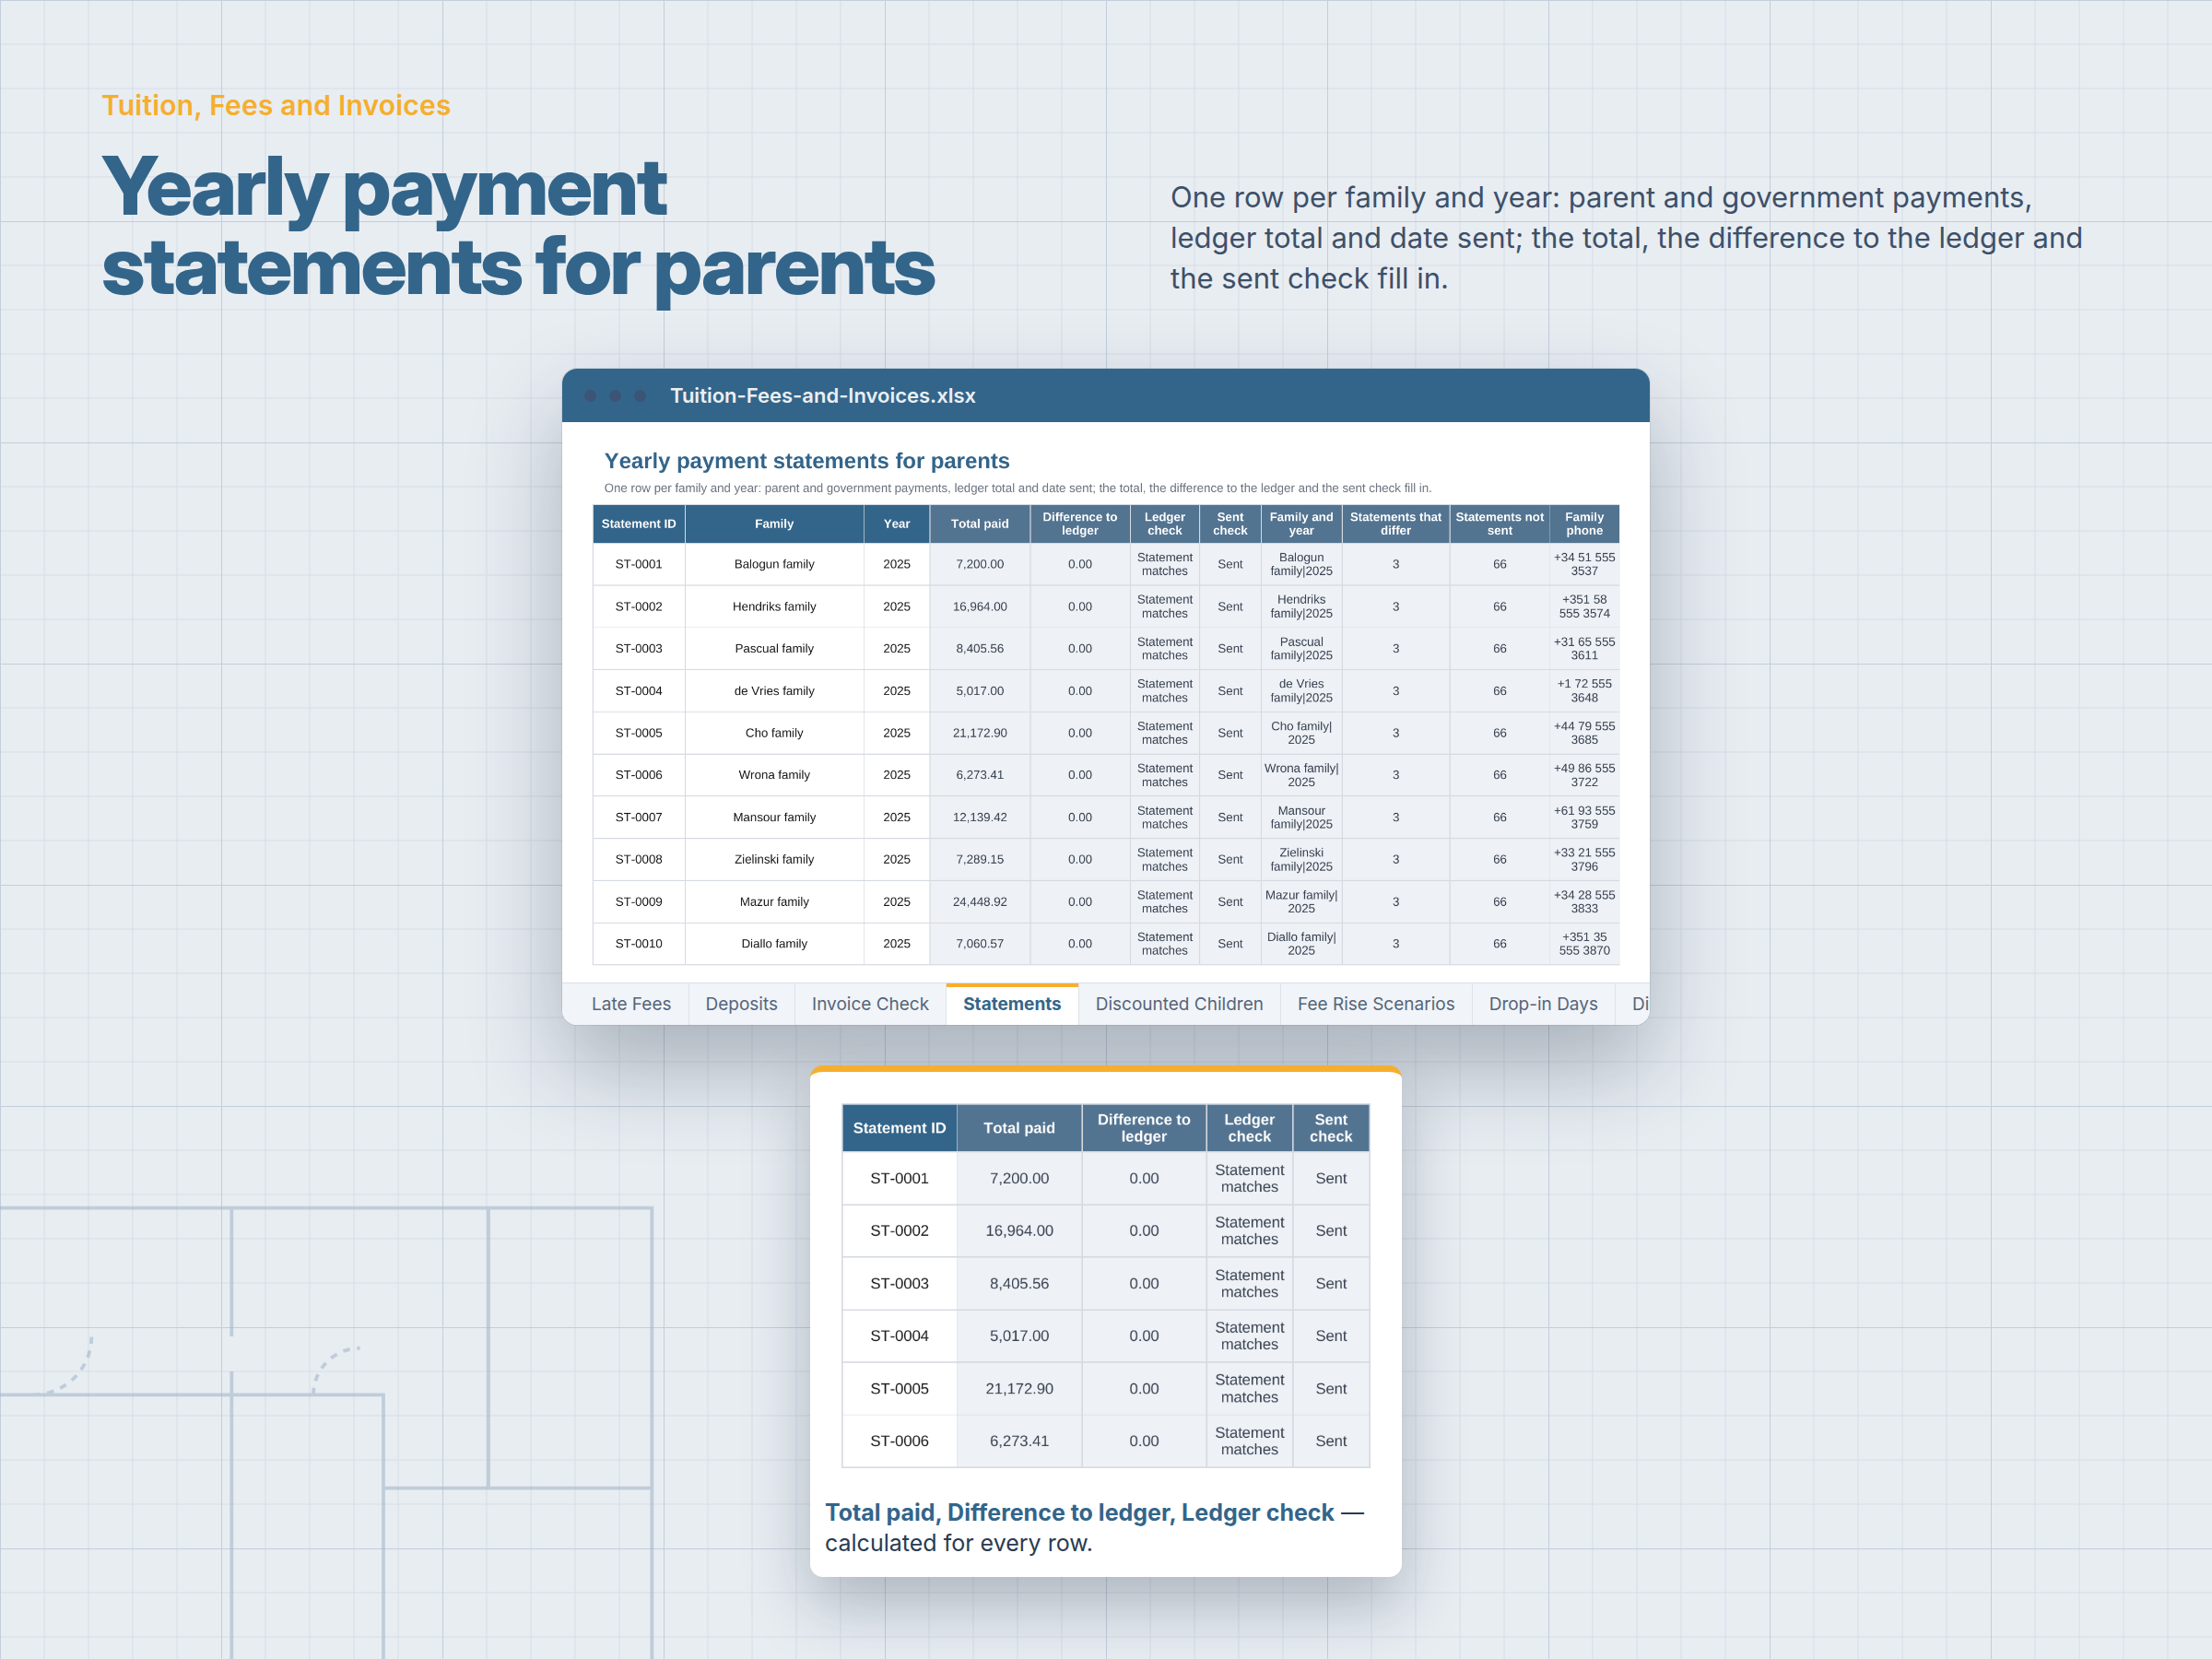 Tuition, Fees and Invoices
Yearly payment
statements for parents
One row per family and year: parent and government payments,
ledger total and date sent; the total, the difference to the ledger and
the sent check fill in.
Tuition-Fees-and-Invoices.xlsx
Yearly payment statements for parents
One row per family and year: parent and government payments, ledger total and date sent; the total, the difference to the ledger and the sent check fill in.
Statement ID Family Year Total paid Difference to ledger Ledger check Sent check Family and year Statements that differ Statements not sent Family phone
ST-0001 Balogun family 2025 7,200.00 0.00 Statement matches Sent Balogun family|2025 3 66 +34 51 555 3537
ST-0002 Hendriks family 2025 16,964.00 0.00 Statement matches Sent Hendriks family|2025 3 66 +351 58 555 3574
ST-0003 Pascual family 2025 8,405.56 0.00 Statement matches Sent Pascual family|2025 3 66 +31 65 555 3611
ST-0004 de Vries family 2025 5,017.00 0.00 Statement matches Sent de Vries family|2025 3 66 +1 72 555 3648
ST-0005 Cho family 2025 21,172.90 0.00 Statement matches Sent Cho family|2025 3 66 +44 79 555 3685
ST-0006 Wrona family 2025 6,273.41 0.00 Statement matches Sent Wrona family|2025 3 66 +49 86 555 3722
ST-0007 Mansour family 2025 12,139.42 0.00 Statement matches Sent Mansour family|2025 3 66 +61 93 555 3759
ST-0008 Zielinski family 2025 7,289.15 0.00 Statement matches Sent Zielinski family|2025 3 66 +33 21 555 3796
ST-0009 Mazur family 2025 24,448.92 0.00 Statement matches Sent Mazur family|2025 3 66 +34 28 555 3833
ST-0010 Diallo family 2025 7,060.57 0.00 Statement matches Sent Diallo family|2025 3 66 +351 35 555 3870
Late Fees Deposits Invoice Check Statements Discounted Children Fee Rise Scenarios Drop-in Days Di
Statement ID Total paid Difference to ledger Ledger check Sent check
ST-0001 7,200.00 0.00 Statement matches Sent
ST-0002 16,964.00 0.00 Statement matches Sent
ST-0003 8,405.56 0.00 Statement matches Sent
ST-0004 5,017.00 0.00 Statement matches Sent
ST-0005 21,172.90 0.00 Statement matches Sent
ST-0006 6,273.41 0.00 Statement matches Sent
Total paid, Difference to ledger, Ledger check —
calculated for every row.